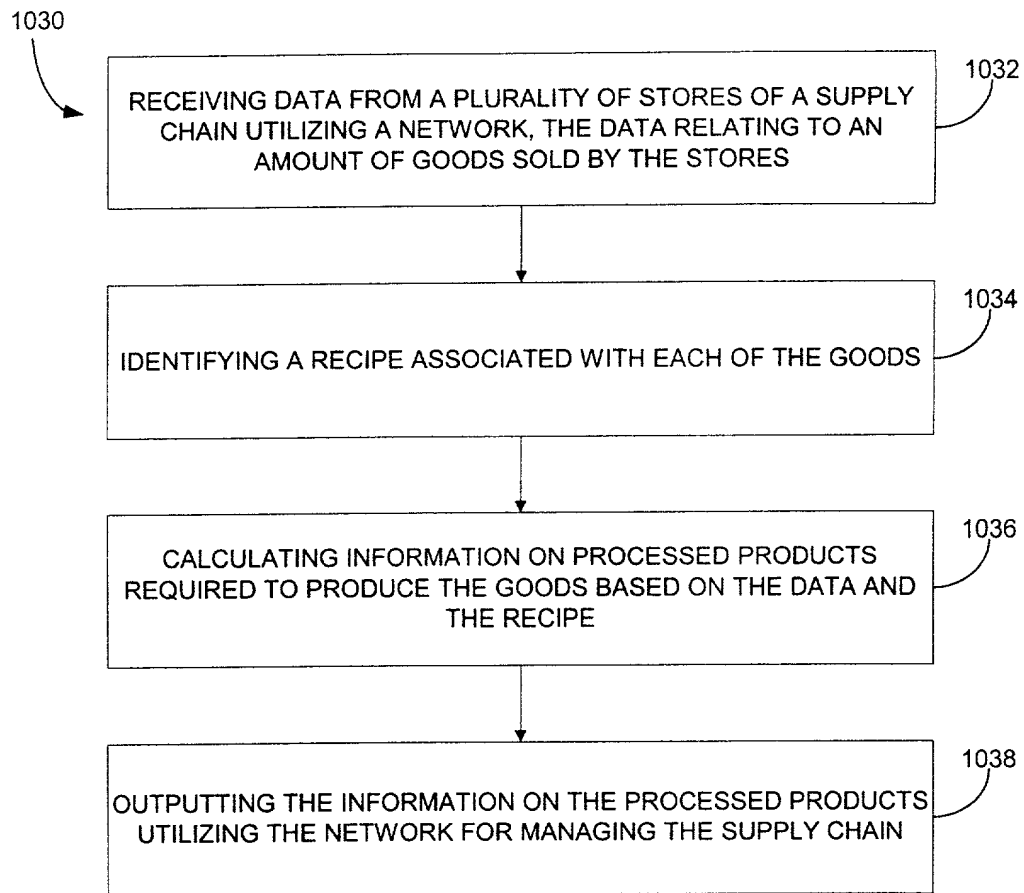 1030
1032
RECEIVING DATA FROM A PLURALITY OF STORES OF A SUPPLY
CHAIN UTILIZING A NETWORK, THE DATA RELATING TO AN
AMOUNT OF GOODS SOLD BY THE STORES
1034
IDENTIFYING A RECIPE ASSOCIATED WITH EACH OF THE GOODS
1036
CALCULATING INFORMATION ON PROCESSED PRODUCTS
REQUIRED TO PRODUCE THE GOODS BASED ON THE DATA AND
THE RECIPE
1038
OUTPUTTING THE INFORMATION ON THE PROCESSED PRODUCTS
UTILIZING THE NETWORK FOR MANAGING THE SUPPLY CHAIN